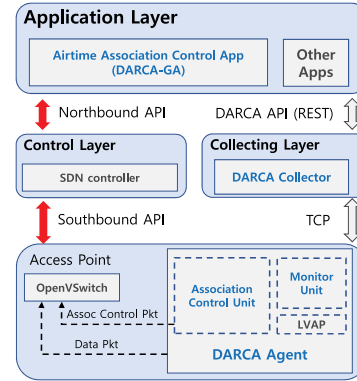 Application Layer
Airtime Association Control App
(DARCA-GA)
Other
Apps
Northbound API
DARCA API (REST)
Control Layer
SDN controller
Collecting Layer
DARCA Collector
Southbound API
TCP
Access Point
OpenVSwitch
Association
Control Unit
Monitor
Unit
LVAP
Assoc Control Pkt
Data Pkt
DARCA Agent